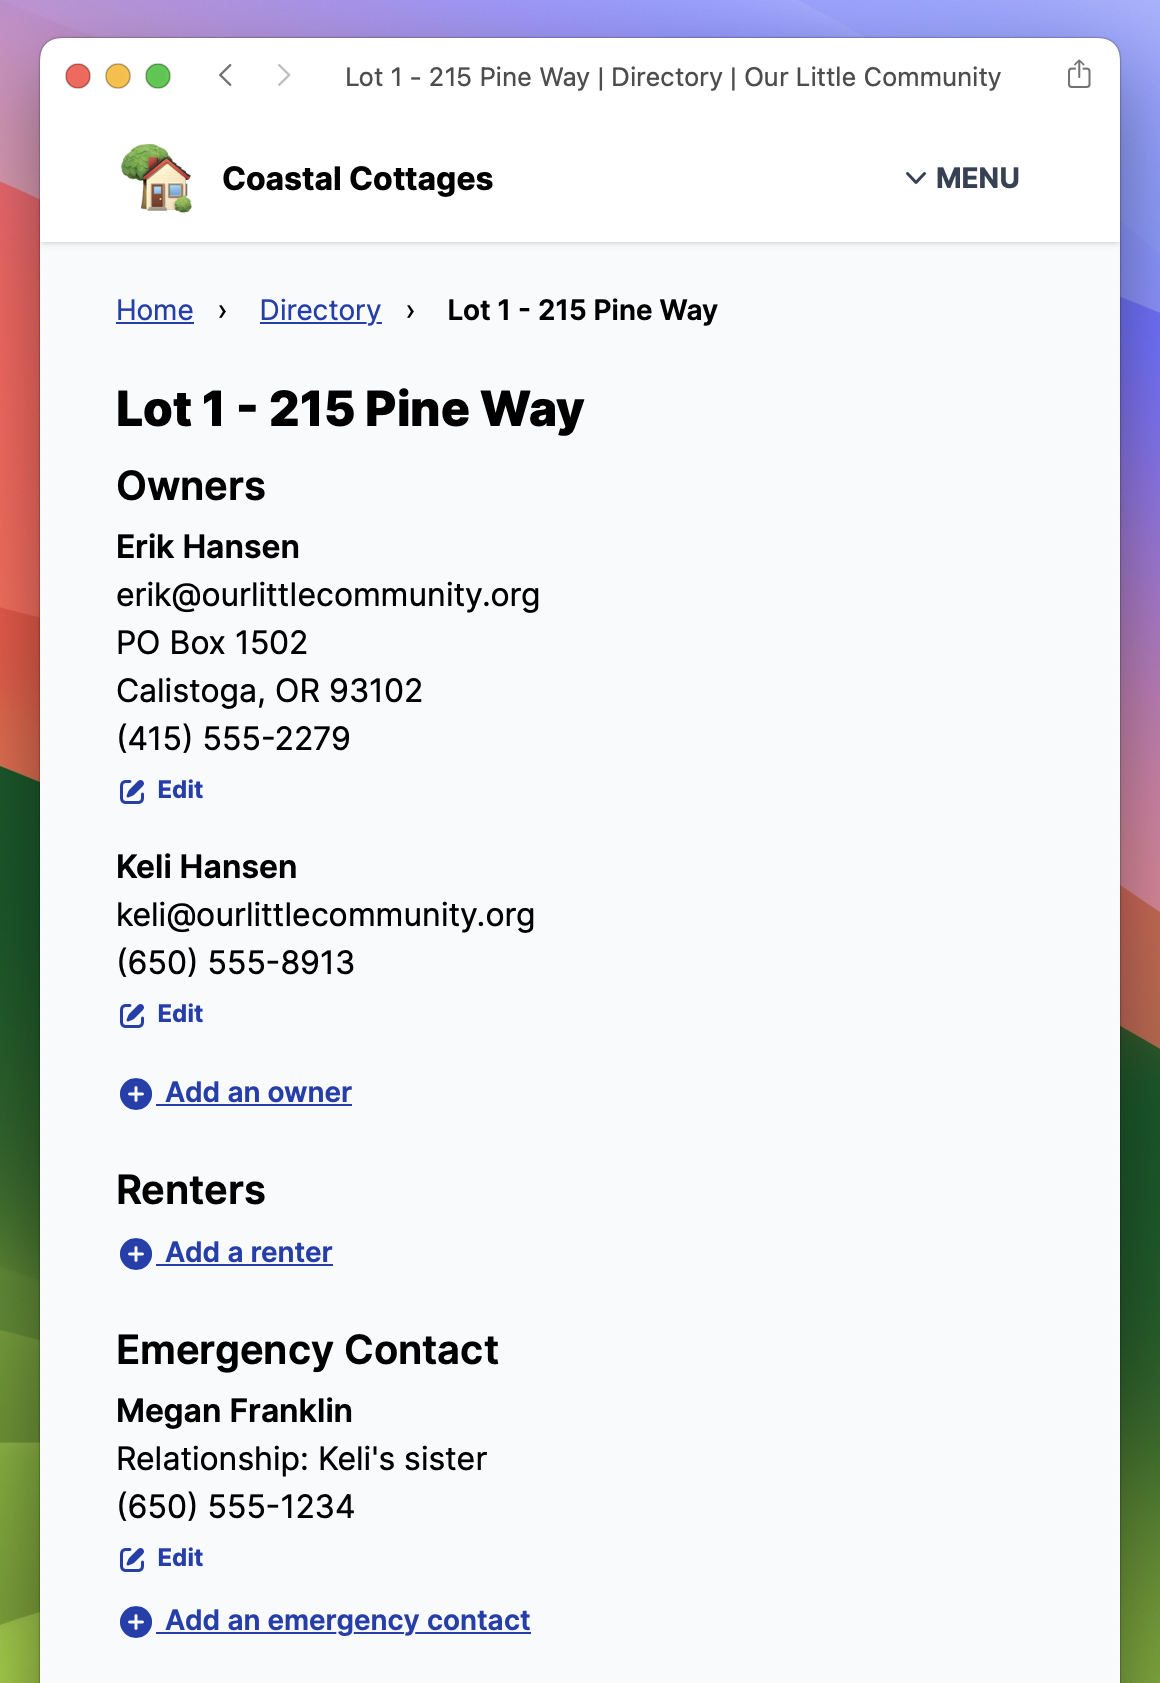 Lot 1 - 215 Pine Way | Directory | Our Little Community
Coastal Cottages
MENU
Home › Directory › Lot 1 - 215 Pine Way
Lot 1 - 215 Pine Way
Owners
Erik Hansen
erik@ourlittlecommunity.org
PO Box 1502
Calistoga, OR 93102
(415) 555-2279
Edit
Keli Hansen
keli@ourlittlecommunity.org
(650) 555-8913
Edit
Add an owner
Renters
Add a renter
Emergency Contact
Megan Franklin
Relationship: Keli's sister
(650) 555-1234
Edit
Add an emergency contact